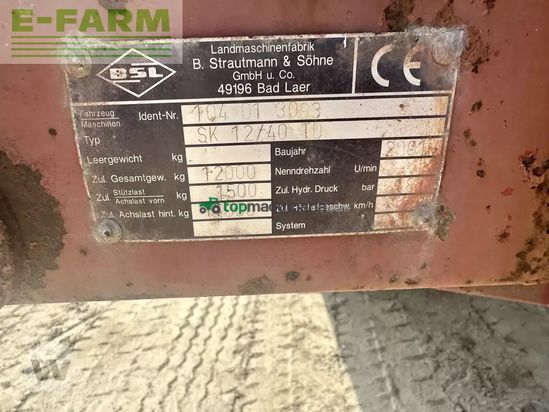 E-FARM
Landmaschinenfabrik
B. Strautmann & Söhne
GmbH u. Co.
49196 Bad Laer
BSL
CE
Fahrzeug
Maschinen
Ident-Nr.
Typ SK 12/40 TD
Leergewicht kg
Baujahr
Zul. Gesamtgew. kg 12000
Nenndrehzahl U/min
Zul. Stützlast
Achslast vorn kg 1500
Zul. Hydr. Druck bar
Zul. Achslast hint. kg
km/h
System